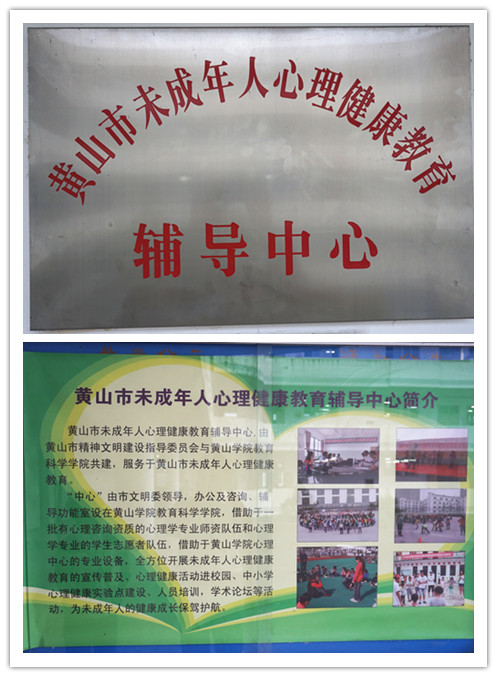 黄山市未成年人心理健康教育
辅导中心
黄山市未成年人心理健康教育辅导中心简介
黄山市未成年人心理健康教育辅导中心,由
黄山市精神文明建设指导委员会与黄山学院教育
科学学院共建，服务于黄山市未成年人心理健康
教育。
“中心”由市文明委领导，办公及咨询、辅
导功能室设在黄山学院教育科学学院，借助于一
批有心理咨询资质的心理学专业师资队伍和心理
学专业的学生志愿者队伍，借助于黄山学院心理
中心的专业设备，全方位开展未成年人心理健康
教育的宣传普及、心理健康活动进校园、中小学
心理健康实验点建设、人员培训，学术论坛等活
动，为未成年人的健康成长保驾护航。